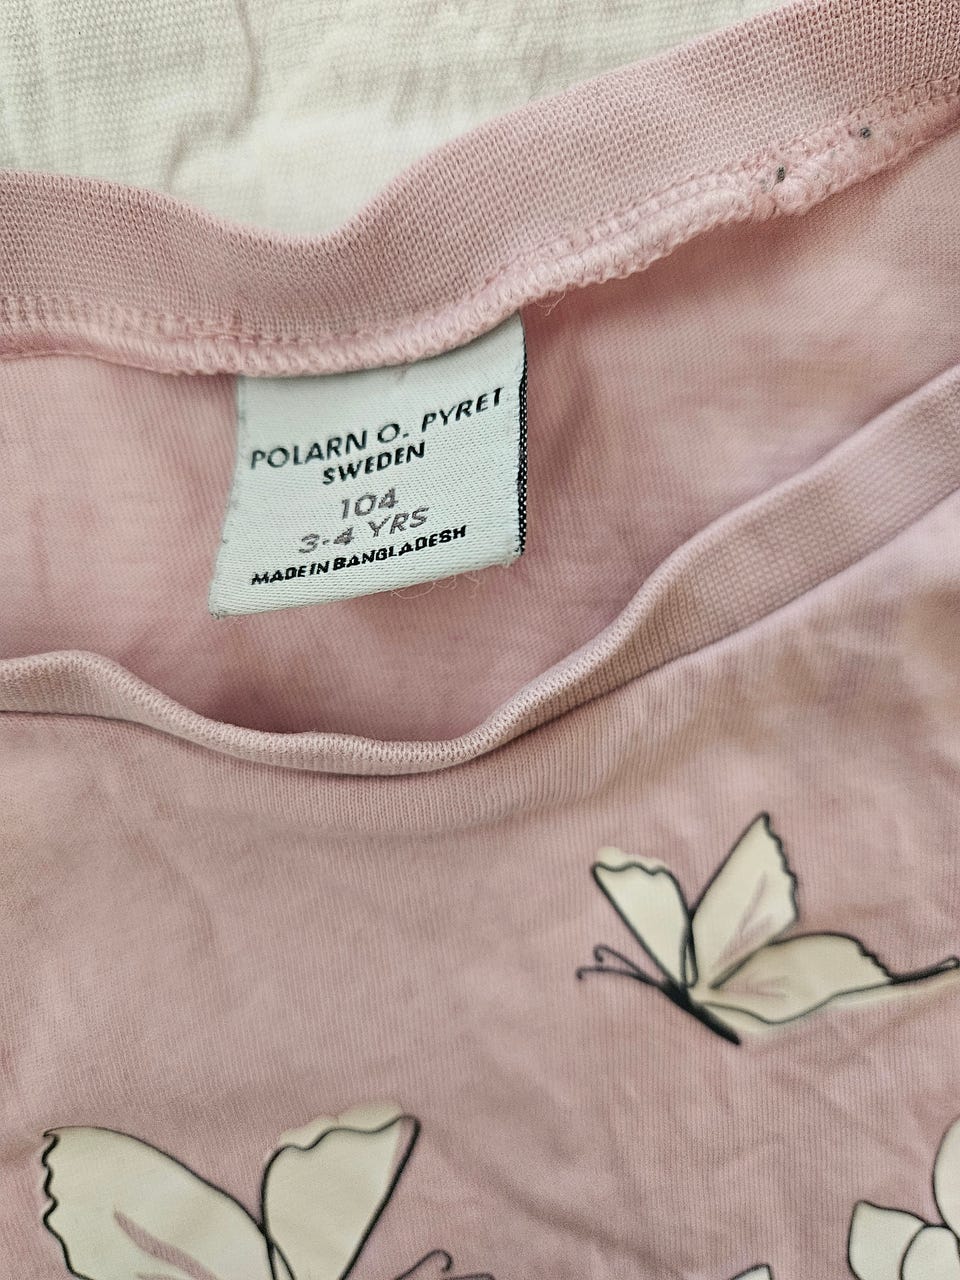 POLARN O. PYRET
SWEDEN
104
3-4 YRS
MADE IN BANGLADESH